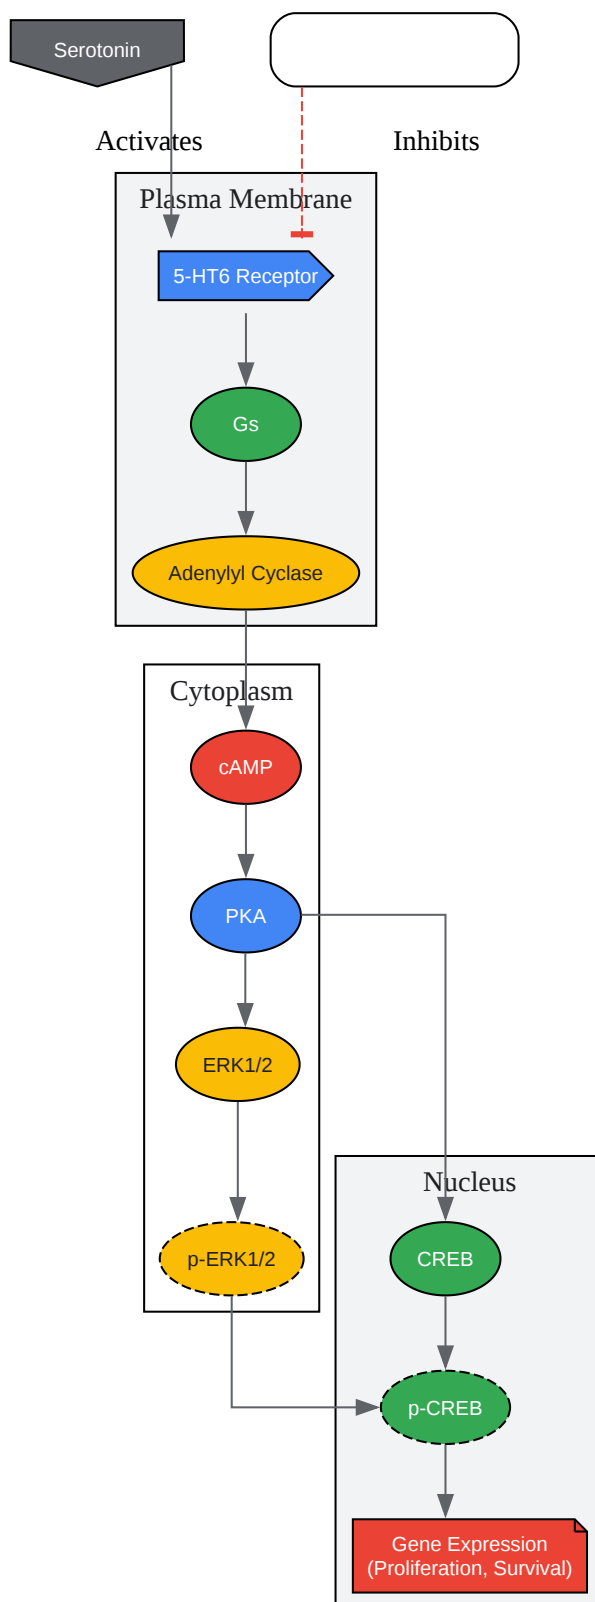 Serotonin
Activates
Inhibits
Plasma Membrane
5-HT6 Receptor
Gs
Adenylyl Cyclase
Cytoplasm
cAMP
PKA
ERK1/2
Nucleus
p-ERK1/2
CREB
p-CREB
Gene Expression
(Proliferation, Survival)